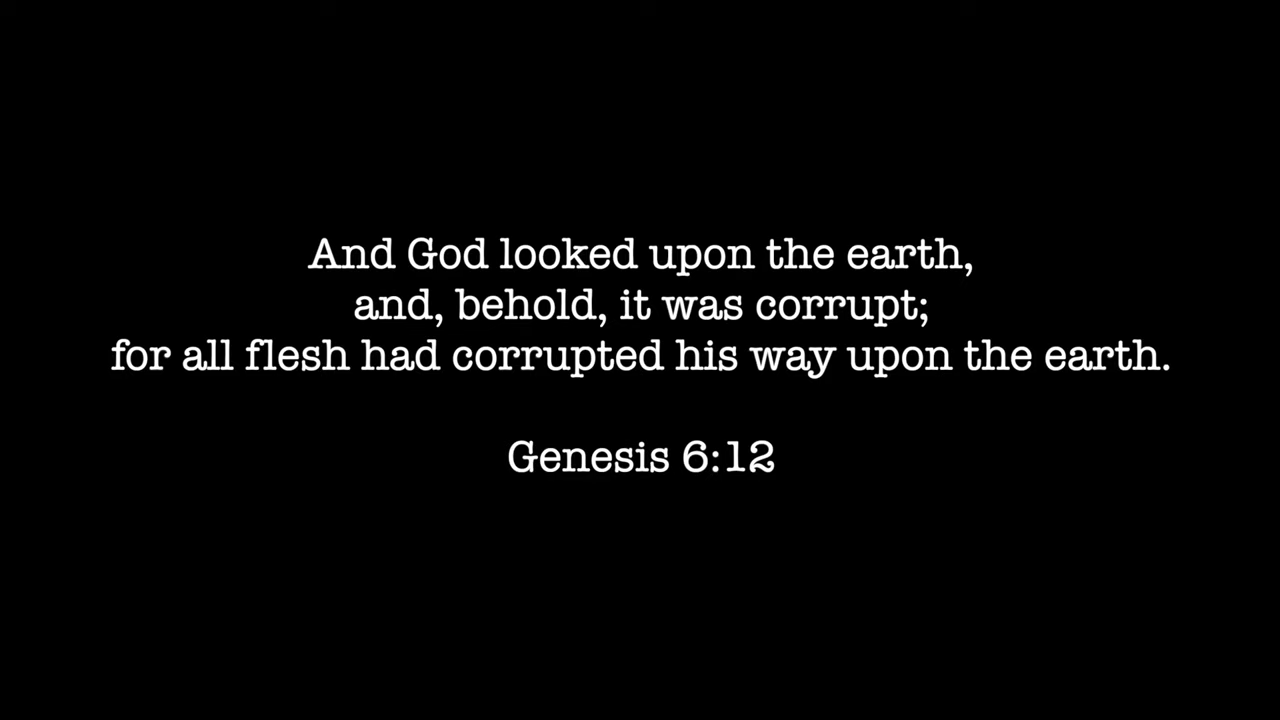 And God looked upon the earth,
and, behold, it was corrupt;
for all flesh had corrupted his way upon the earth.
Genesis 6:12